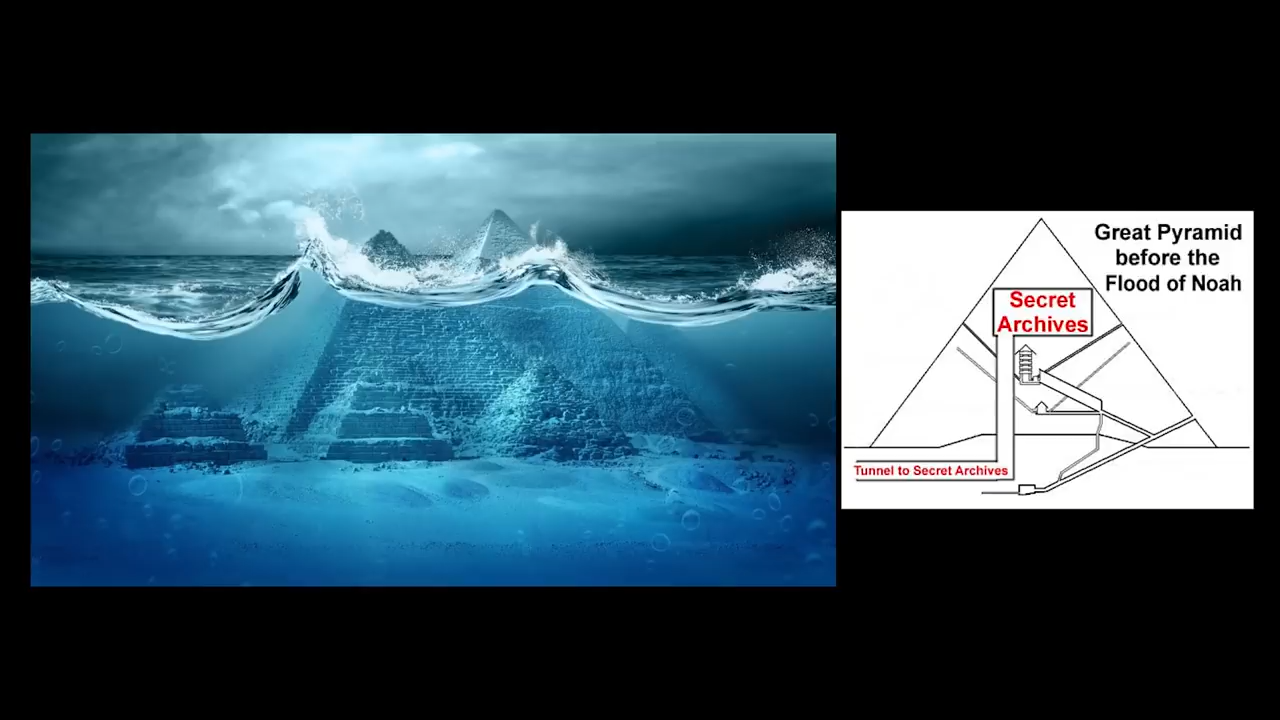 Great Pyramid
before the
Flood of Noah
Secret
Archives
Tunnel to Secret Archives